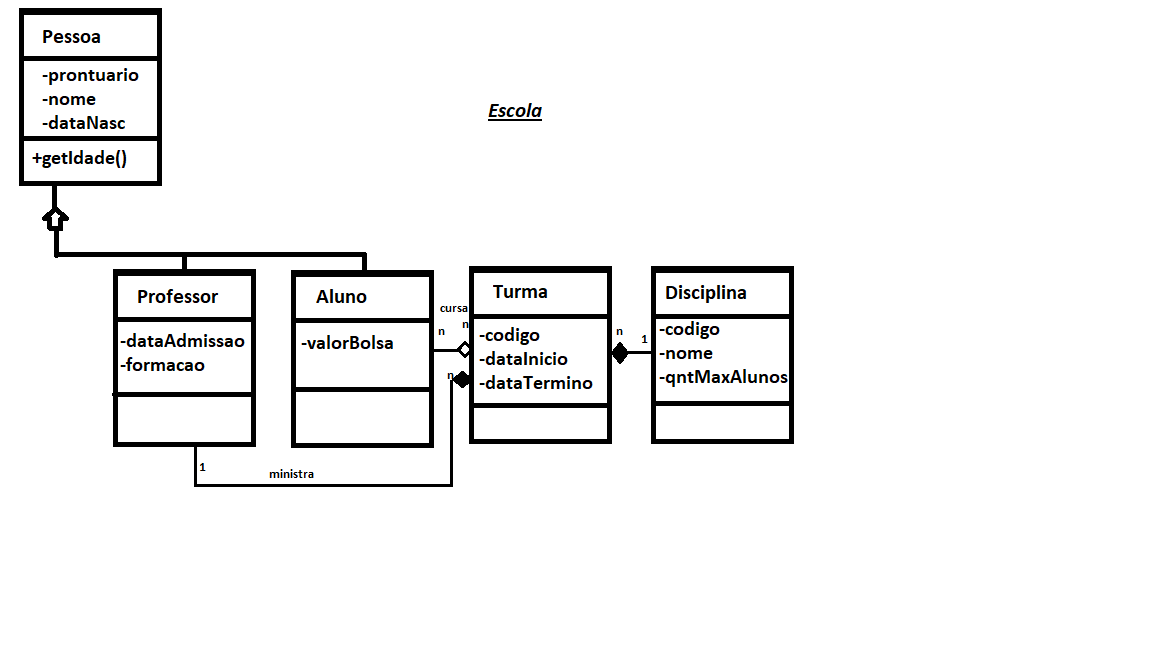 Pessoa
-prontuario
-nome
-dataNasc
+getIdade()
Escola
Professor
-dataAdmissao
-formacao
Aluno
-valorBolsa
cursa
n
n
n
Turma
-codigo
-dataInicio
-dataTermino
n
1
Disciplina
-codigo
-nome
-qntMaxAlunos
1
ministra